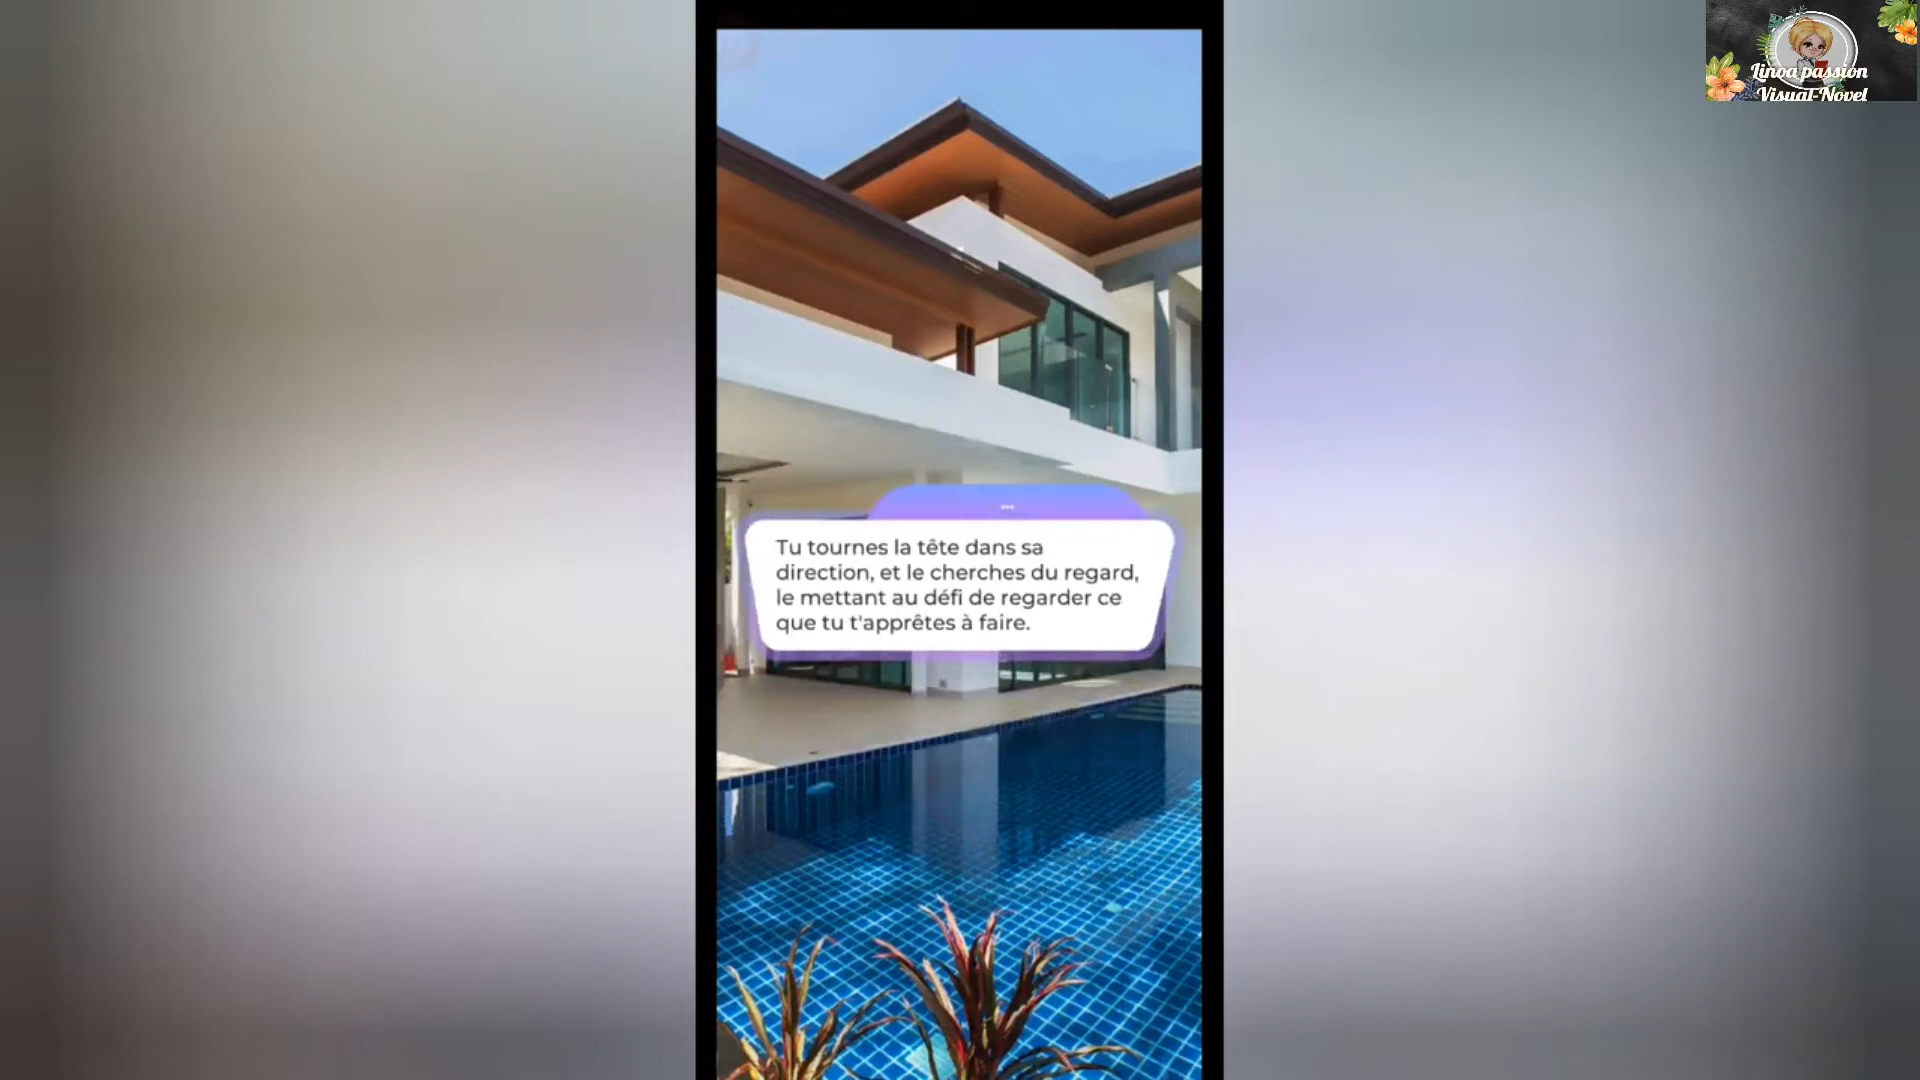 Linoa passion
Visual-Novel
...
Tu tournes la tête dans sa
direction, et le cherches du regard,
le mettant au défi de regarder ce
que tu t'apprêtes à faire.